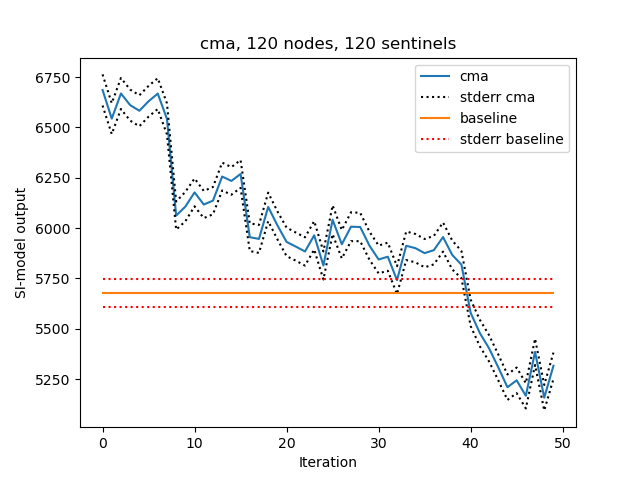 cma, 120 nodes, 120 sentinels
cma
stderr cma
baseline
stderr baseline
SI-model output
6750
6500
6250
6000
5750
5500
5250
0 10 20 30 40 50
Iteration